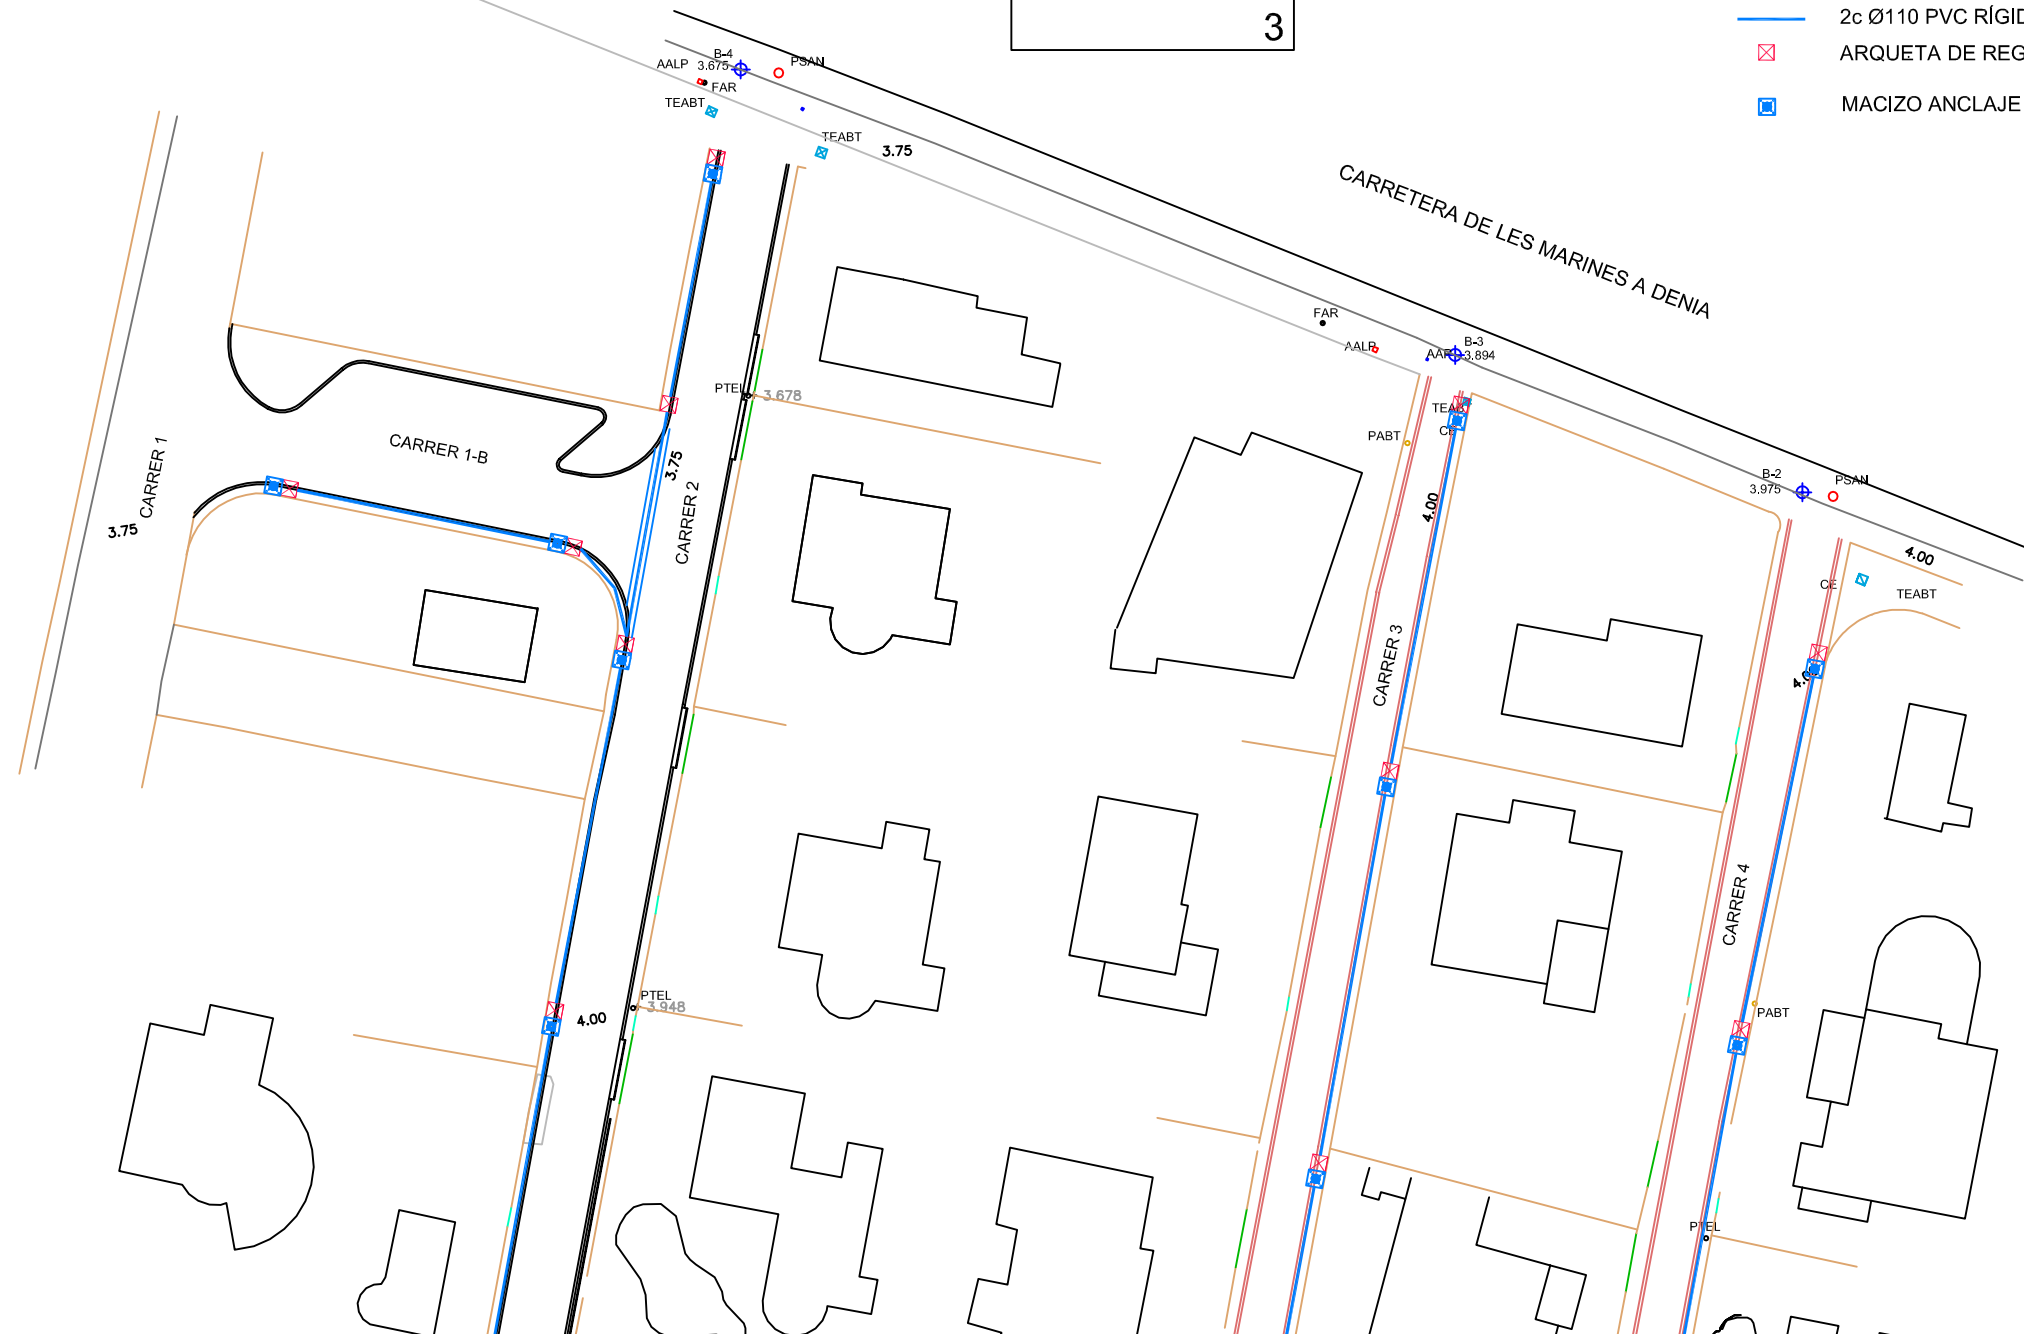 3
2c Ø110 PVC RÍGID
ARQUETA DE REG
MACIZO ANCLAJE
B-4
3.675
PSAN
AALP
FAR
TEABT
TEABT
3.75
CARRETERA DE LES MARINES A DENIA
FAR
AALP
B-3
3.894
PTEL
3.678
PABT
CARRER 1
CARRER 1-B
3.75
CARRER 2
3.75
4.00
B-2
3.975
PSAN
4.00
CE
TEABT
CARRER 3
CARRER 4
PTEL
3.948
4.00
PABT
PTEL